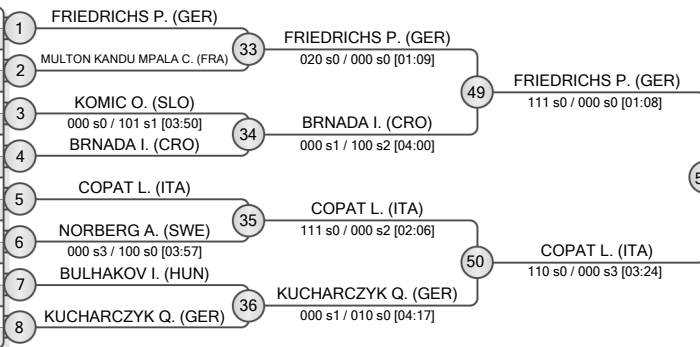 1
FRIEDRICHS P. (GER)
2
MULTON KANDU MPALA C. (FRA)
33
FRIEDRICHS P. (GER)
020 s0 / 000 s0 [01:09]
3
KOMIC O. (SLO)
000 s0 / 101 s1 [03:50]
4
BRNADA I. (CRO)
34
BRNADA I. (CRO)
000 s1 / 100 s2 [04:00]
49
FRIEDRICHS P. (GER)
111 s0 / 000 s0 [01:08]
5
COPAT L. (ITA)
6
NORBERG A. (SWE)
000 s3 / 100 s0 [03:57]
35
COPAT L. (ITA)
111 s0 / 000 s2 [02:06]
7
BULHAKOV I. (HUN)
8
KUCHARCZYK Q. (GER)
36
KUCHARCZYK Q. (GER)
000 s1 / 010 s0 [04:17]
50
COPAT L. (ITA)
110 s0 / 000 s3 [03:24]